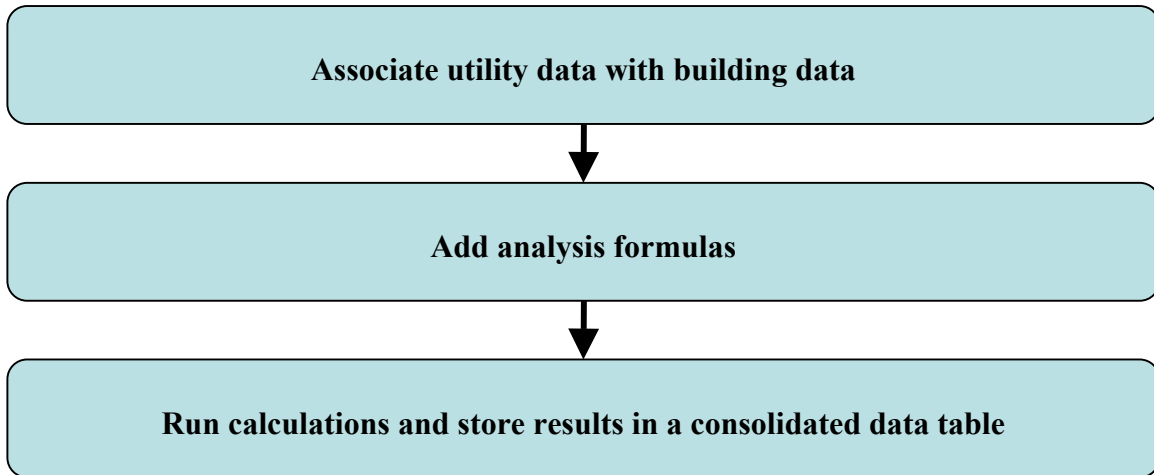 Associate utility data with building data
Add analysis formulas
Run calculations and store results in a consolidated data table